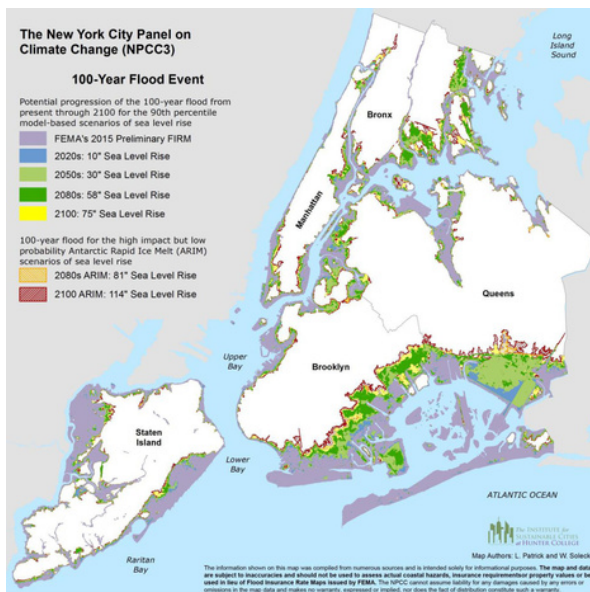 The New York City Panel on
Climate Change (NPCC3)
100-Year Flood Event
Potential progression of the 100-year flood from
present through 2100 for the 90th percentile
model-based scenarios of sea level rise
FEMA's 2015 Preliminary FIRM
2020s: 10" Sea Level Rise
2050s: 30" Sea Level Rise
2080s: 58" Sea Level Rise
2100: 75" Sea Level Rise
100-year flood for the high impact but low
probability Antarctic Rapid Ice Melt (ARIM)
scenarios of sea level rise
2080s ARIM: 81" Sea Level Rise
2100 ARIM: 114" Sea Level Rise
Long
Island
Sound
Bronx
Manhattan
Queens
Upper
Bay
Brooklyn
Staten
Island
Lower
Bay
ATLANTIC OCEAN
Raritan
Bay
The INSTITUTE for
SUSTAINABLE CITIES
at HUNTER COLLEGE
Map Authors: L. Patrick and W. Soleck
The information shown on this map was compiled from numerous sources and is intended solely for informational purposes. The map and data
are subject to inaccuracies and should not be used to assess actual coastal hazards, insurance requirements or property values or be
used in lieu of Flood Insurance Rate Maps issued by FEMA. The NPCC cannot assume liability for any damages caused by any errors or
omissions in the map data and makes no warranty, expressed or implied, nor does the fact of distribution constitute such a warranty.